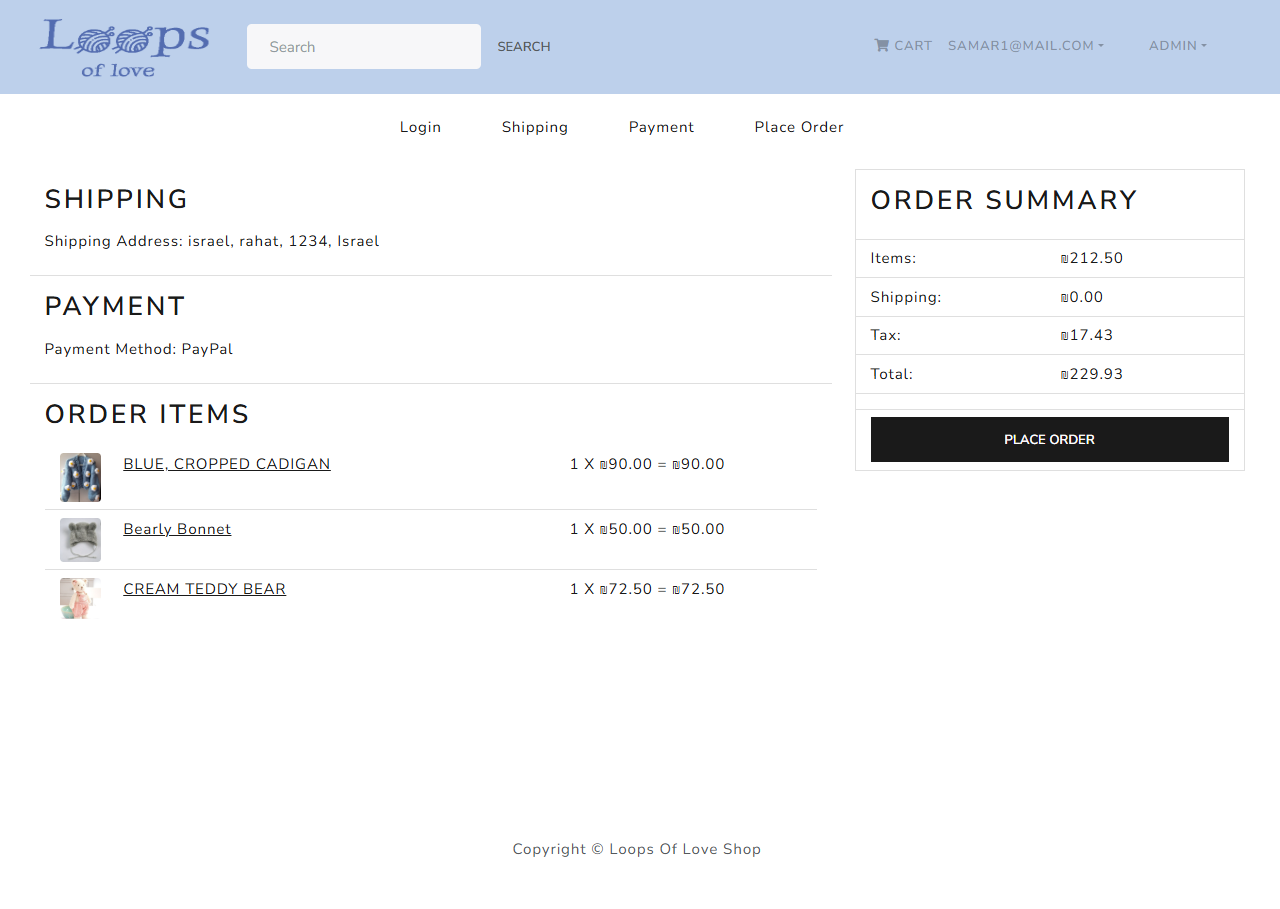 Loops
of love
Search
SEARCH
CART
SAMAR1@MAIL.COM
ADMIN
Login
Shipping
Payment
Place Order
SHIPPING
Shipping Address: israel, rahat, 1234, Israel
PAYMENT
Payment Method: PayPal
ORDER ITEMS
BLUE, CROPPED CADIGAN 1 X ₪90.00 = ₪90.00
Bearly Bonnet 1 X ₪50.00 = ₪50.00
CREAM TEDDY BEAR 1 X ₪72.50 = ₪72.50
ORDER SUMMARY
Items: ₪212.50
Shipping: ₪0.00
Tax: ₪17.43
Total: ₪229.93
PLACE ORDER
Copyright © Loops Of Love Shop